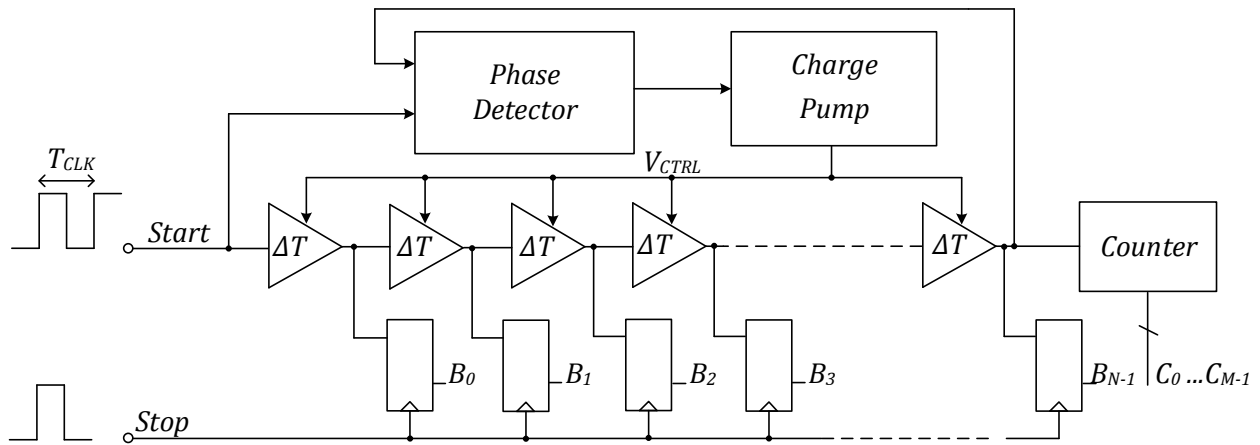 Phase
Detector
Charge
Pump
T_CLK
V_CTRL
Start
ΔT
ΔT
ΔT
ΔT
ΔT
Counter
B_0
B_1
B_2
B_3
B_N-1
C_0 ...C_M-1
Stop